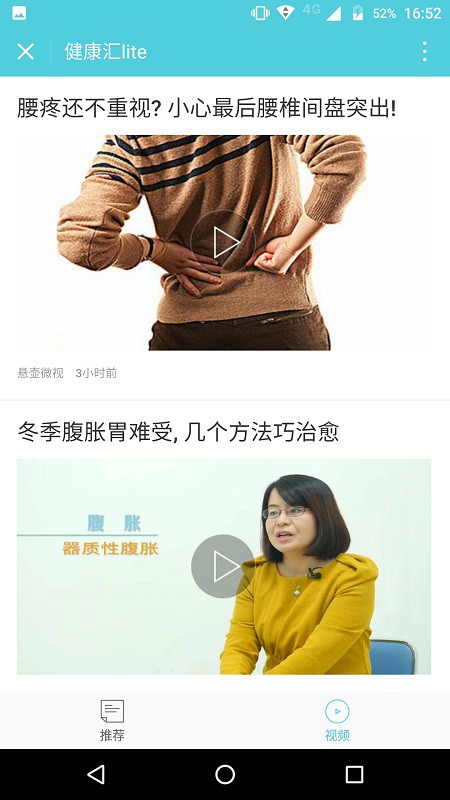 4G 52% 16:52
健康汇lite
腰疼还不重视? 小心最后腰椎间盘突出!
悬壶微视 3小时前
冬季腹胀胃难受, 几个方法巧治愈
腹 胀
器质性腹胀
推荐 视频